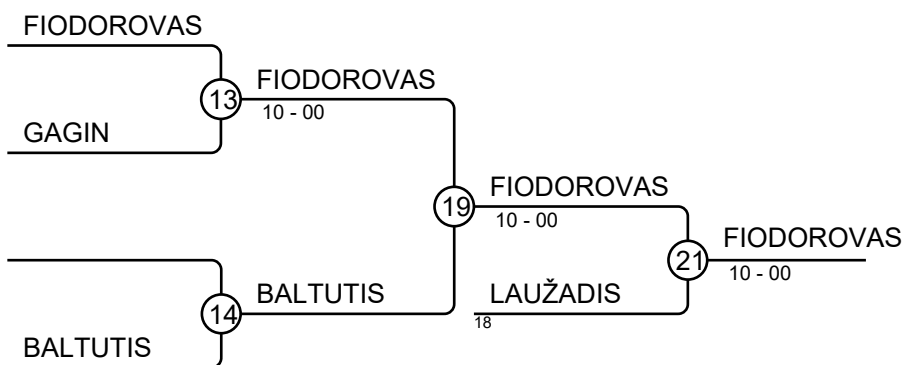 FIODOROVAS
13
FIODOROVAS
10 - 00
GAGIN
19
FIODOROVAS
10 - 00
21
FIODOROVAS
10 - 00
14
BALTUTIS
LAUŽADIS
18
BALTUTIS